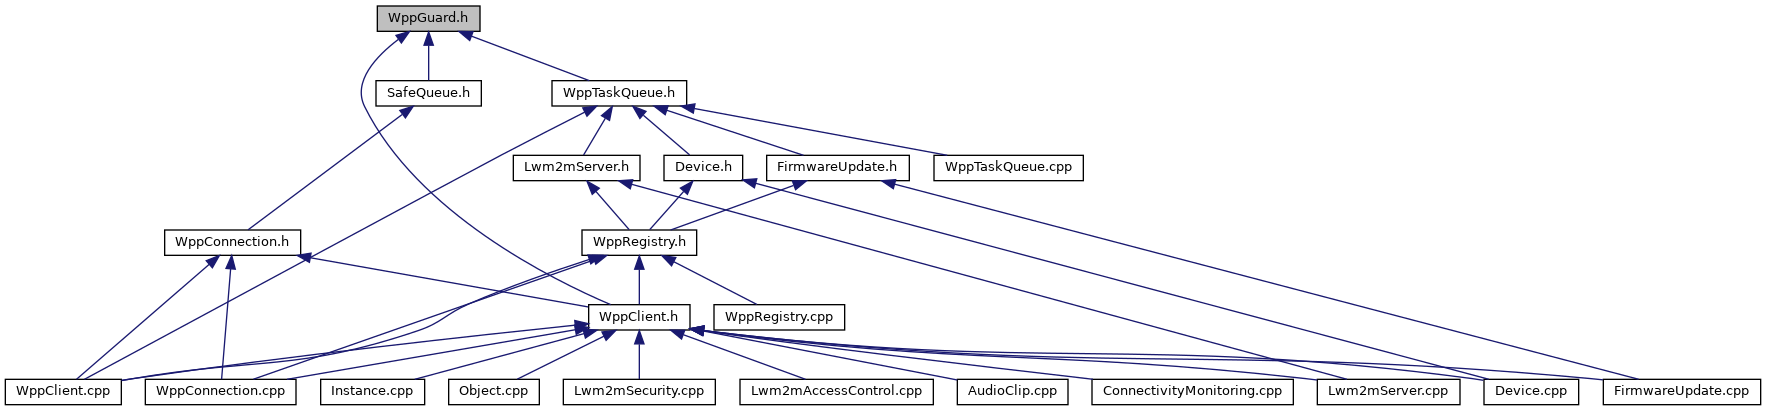 WppGuard.h
SafeQueue.h
WppTaskQueue.h
Lwm2mServer.h
Device.h
FirmwareUpdate.h
WppTaskQueue.cpp
WppConnection.h
WppRegistry.h
WppClient.h
WppRegistry.cpp
WppClient.cpp
WppConnection.cpp
Instance.cpp
Object.cpp
Lwm2mSecurity.cpp
Lwm2mAccessControl.cpp
AudioClip.cpp
ConnectivityMonitoring.cpp
Lwm2mServer.cpp
Device.cpp
FirmwareUpdate.cpp